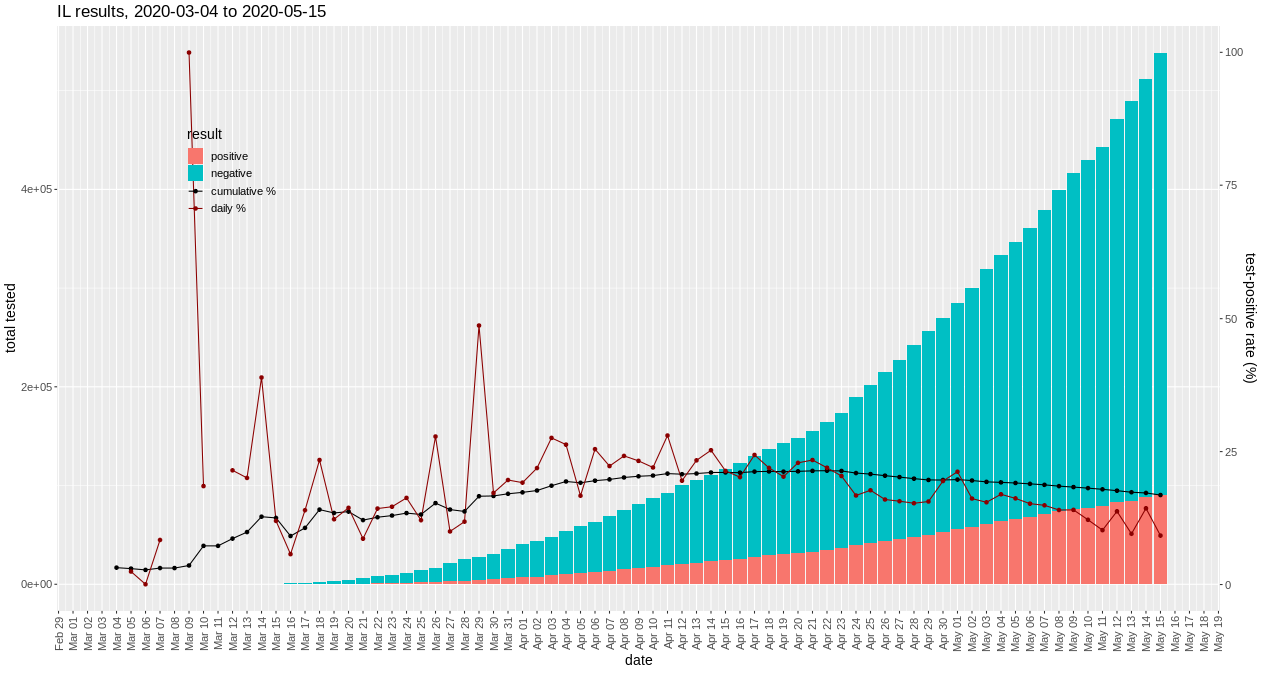 IL results, 2020-03-04 to 2020-05-15
total tested
4e+05
2e+05
0e+00
result
positive
negative
cumulative %
daily %
100
75
50
25
0
test-positive rate (%)
Feb 29
Mar 01
Mar 02
Mar 03
Mar 04
Mar 05
Mar 06
Mar 07
Mar 08
Mar 09
Mar 10
Mar 11
Mar 12
Mar 13
Mar 14
Mar 15
Mar 16
Mar 17
Mar 18
Mar 19
Mar 20
Mar 21
Mar 22
Mar 23
Mar 24
Mar 25
Mar 26
Mar 27
Mar 28
Mar 29
Mar 30
Mar 31
Apr 01
Apr 02
Apr 03
Apr 04
Apr 05
Apr 06
Apr 07
Apr 08
Apr 09
Apr 10
Apr 11
Apr 12
Apr 13
Apr 14
Apr 15
Apr 16
Apr 17
Apr 18
Apr 19
Apr 20
Apr 21
Apr 22
Apr 23
Apr 24
Apr 25
Apr 26
Apr 27
Apr 28
Apr 29
Apr 30
May 01
May 02
May 03
May 04
May 05
May 06
May 07
May 08
May 09
May 10
May 11
May 12
May 13
May 14
May 15
May 16
May 17
May 18
May 19
date